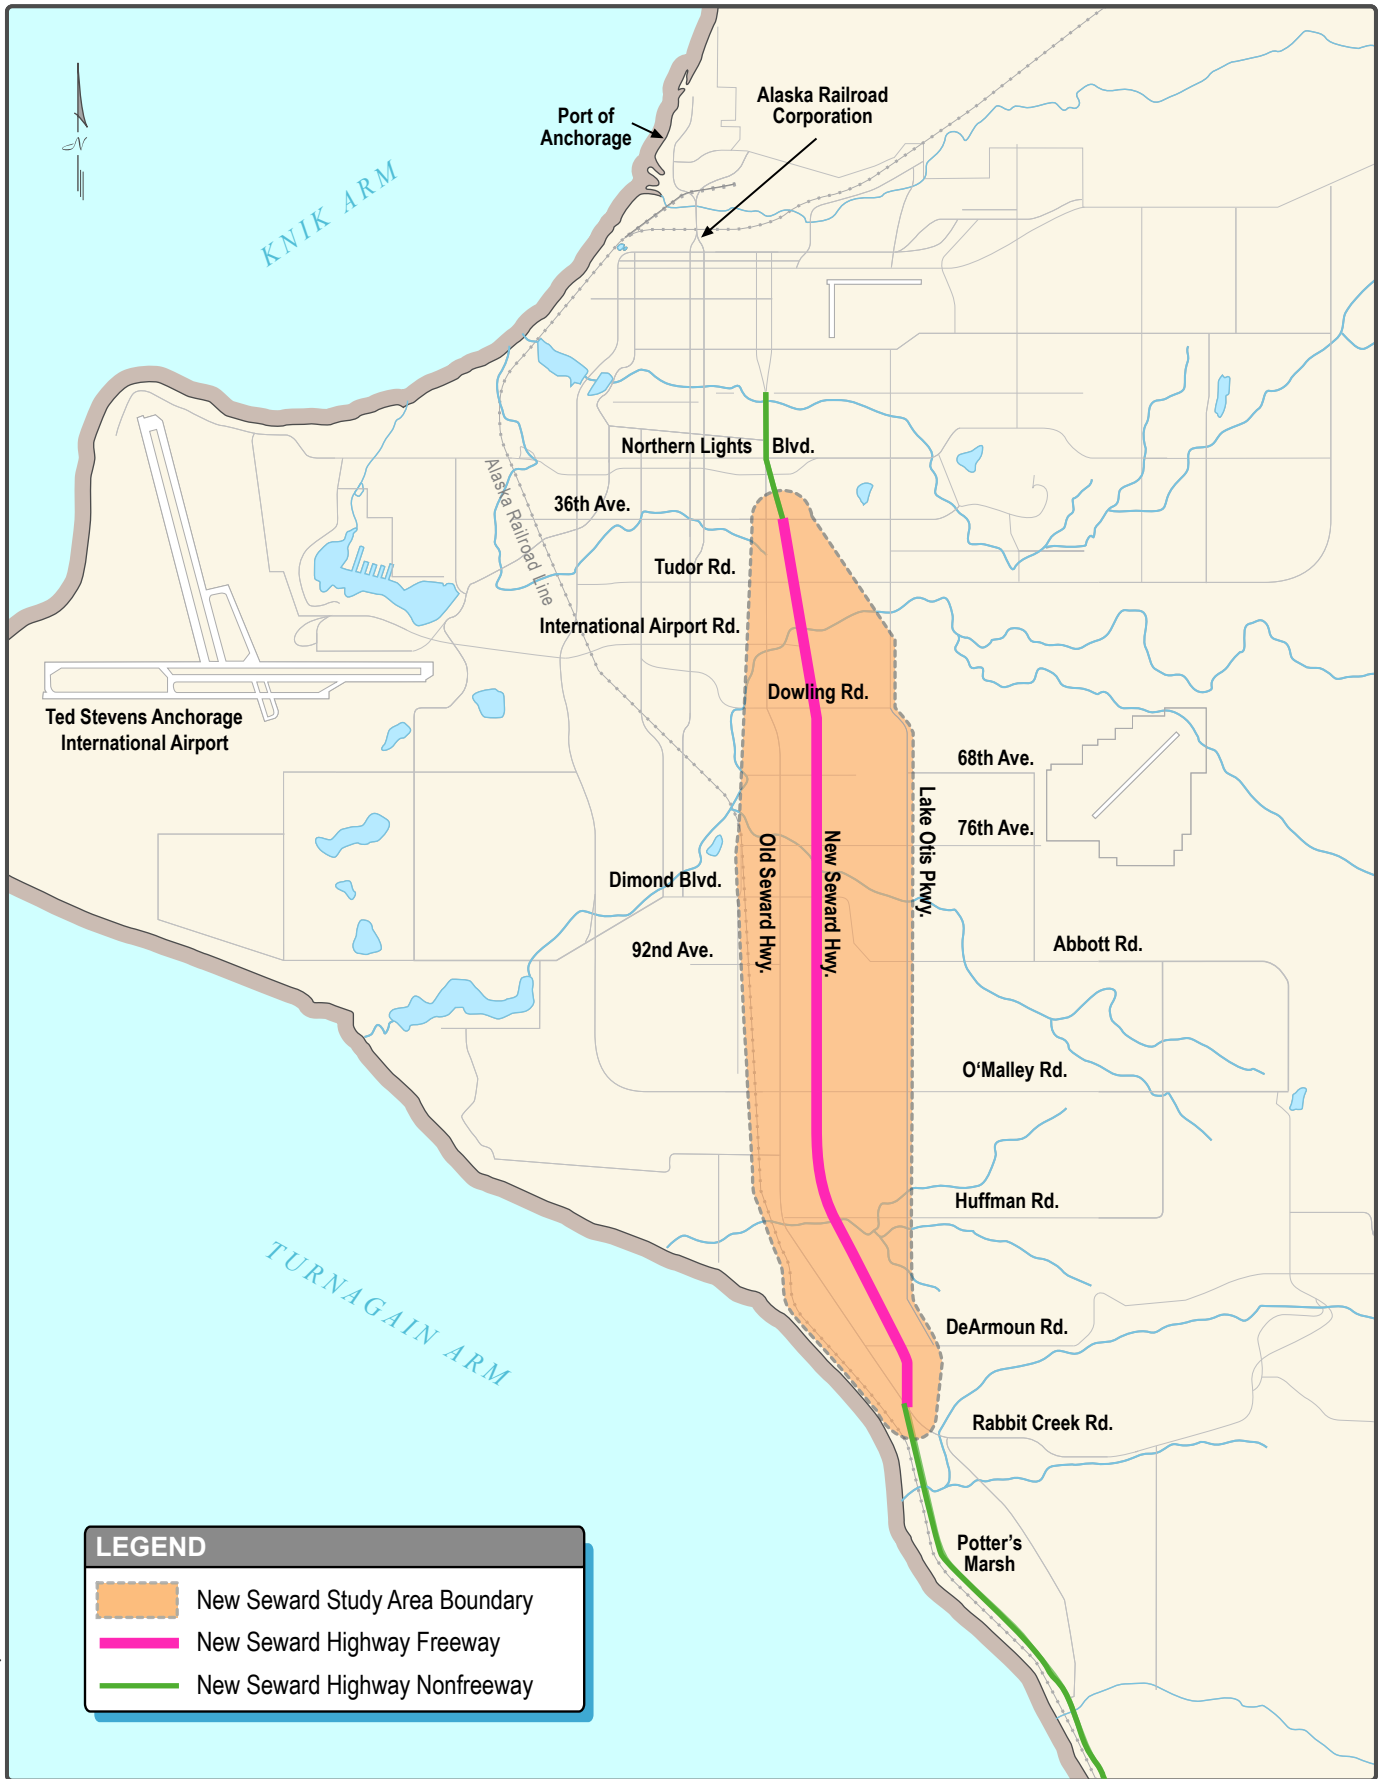 Port of
Anchorage
Alaska Railroad
Corporation
N
KNIK ARM
Northern Lights Blvd.
36th Ave.
Alaska Railroad Line
Tudor Rd.
International Airport Rd.
Dowling Rd.
Ted Stevens Anchorage
International Airport
68th Ave.
76th Ave.
Lake Otis Pkwy.
New Seward Hwy.
Old Seward Hwy.
Dimond Blvd.
92nd Ave.
Abbott Rd.
O‘Malley Rd.
Huffman Rd.
TURNAGAIN ARM
DeArmoun Rd.
Rabbit Creek Rd.
Potter’s
Marsh
LEGEND
New Seward Study Area Boundary
New Seward Highway Freeway
New Seward Highway Nonfreeway